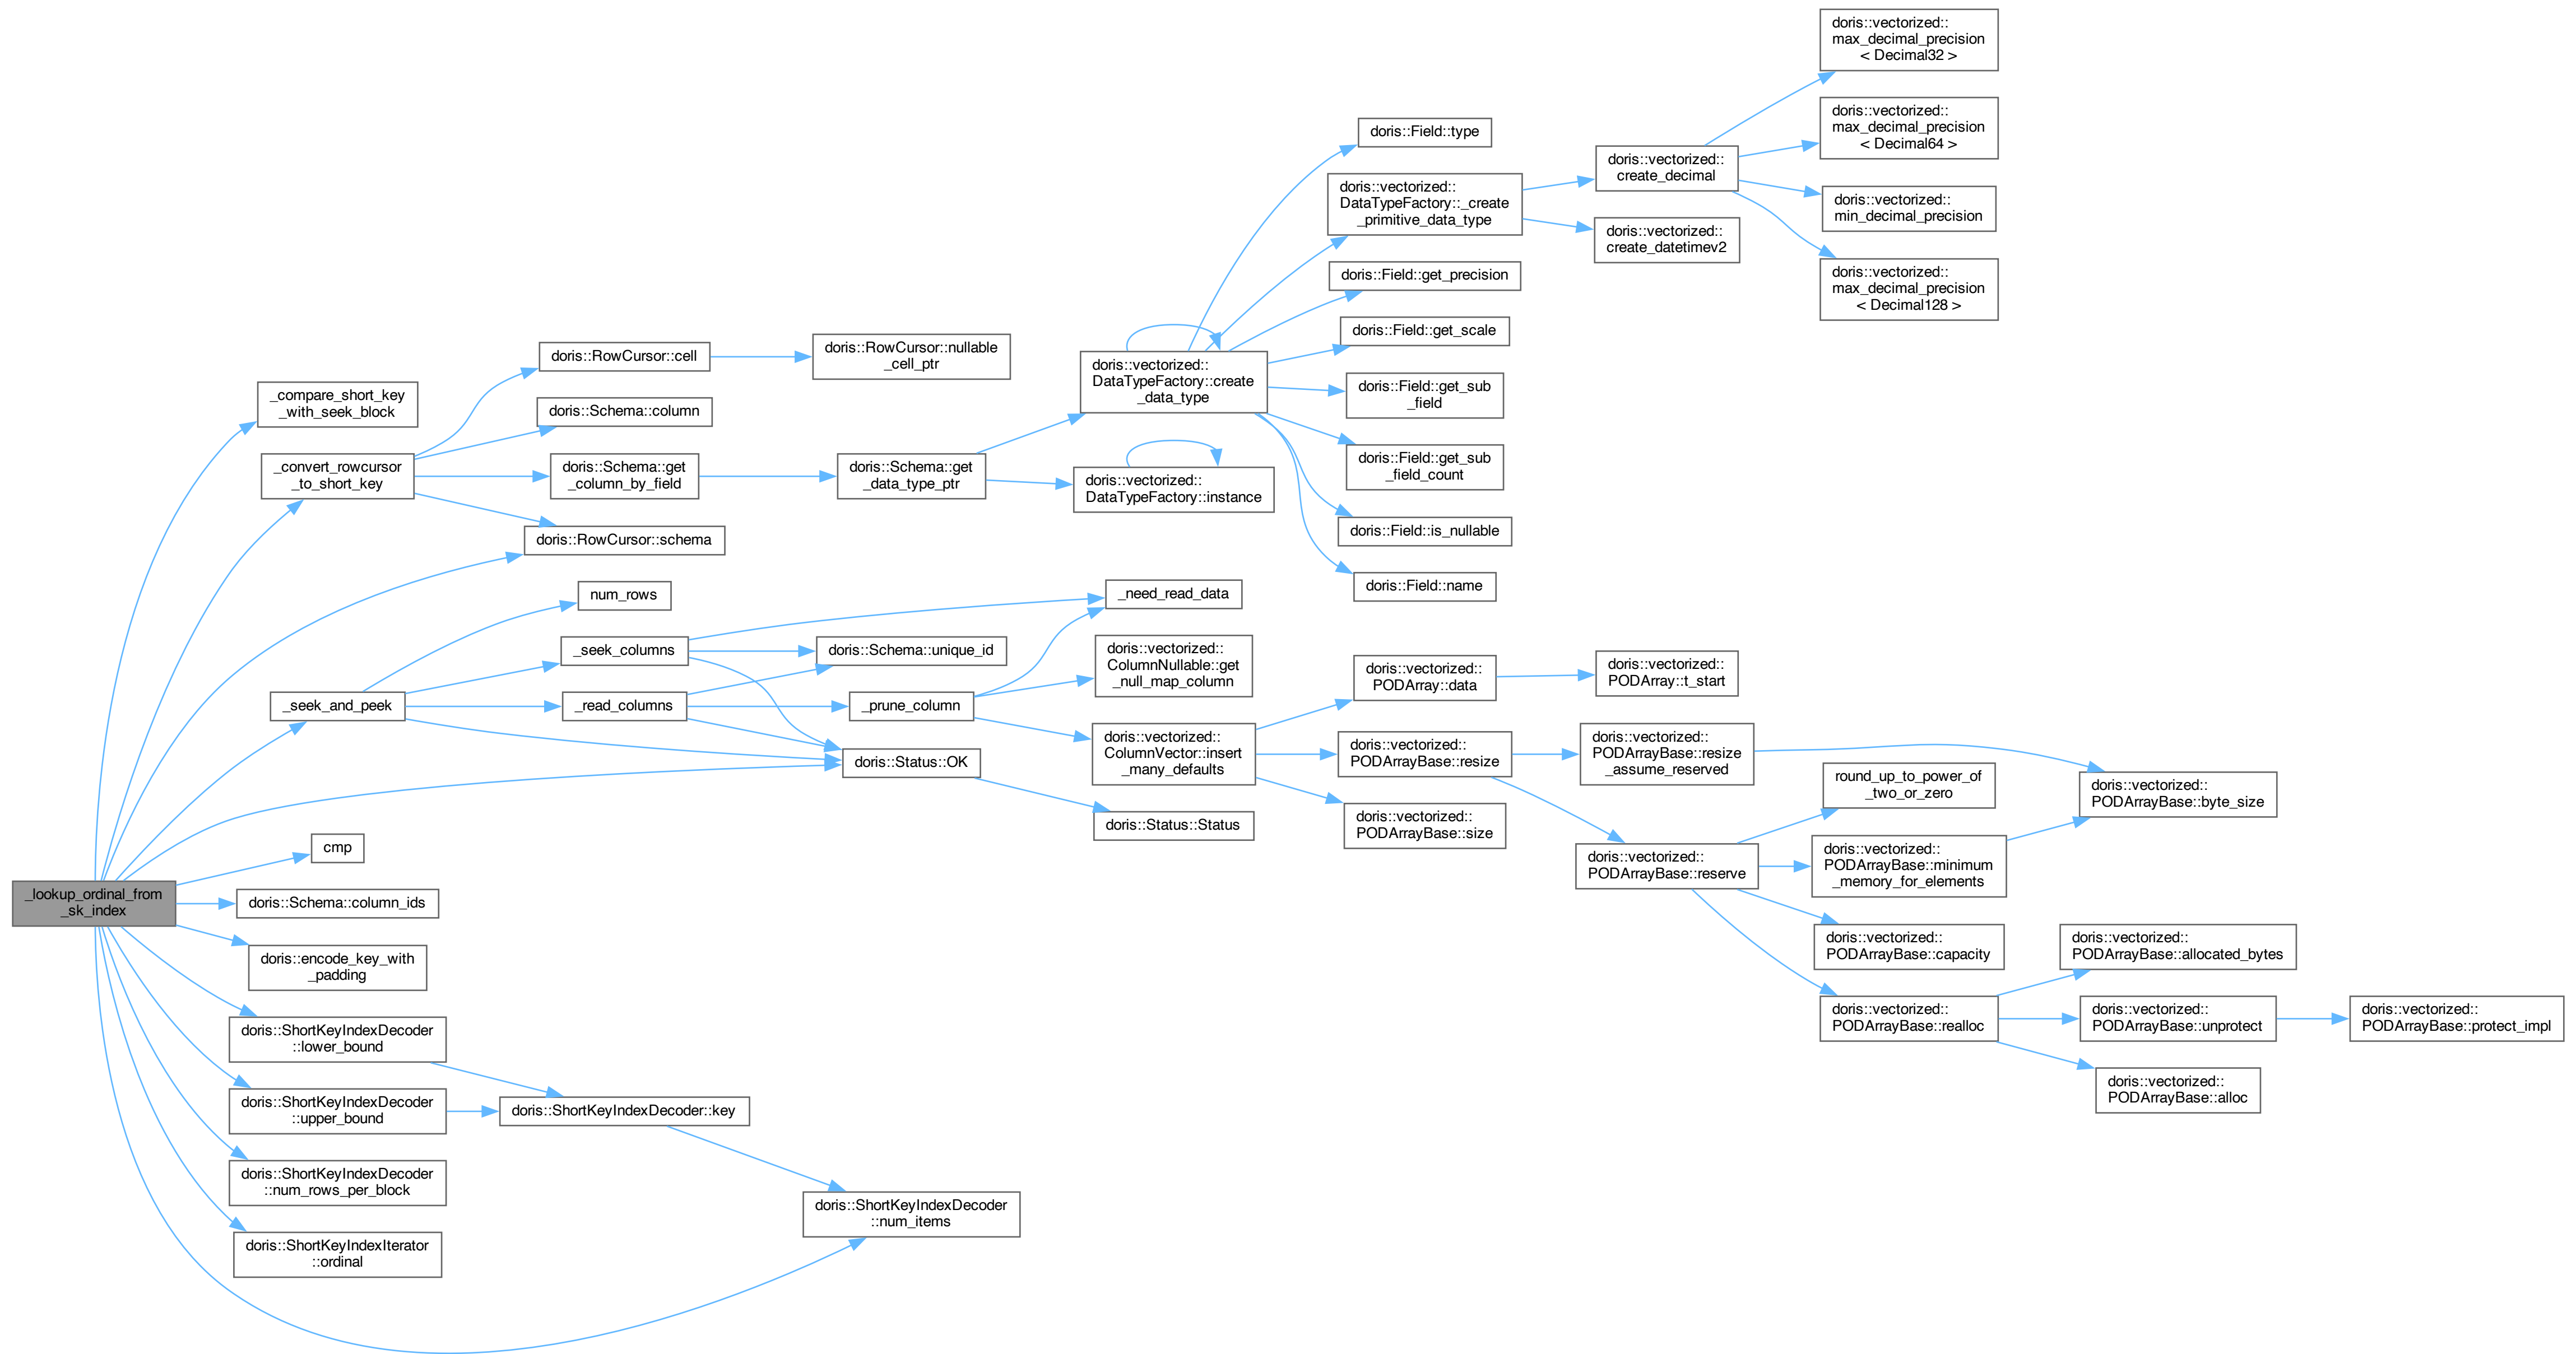 _lookup_ordinal_from
_sk_index
_compare_short_key
_with_seek_block
_convert_rowcursor
_to_short_key
_seek_and_peek
cmp
doris::Schema::column_ids
doris::encode_key_with
_padding
doris::ShortKeyIndexDecoder
::lower_bound
doris::ShortKeyIndexDecoder
::upper_bound
doris::ShortKeyIndexDecoder
::num_rows_per_block
doris::ShortKeyIndexIterator
::ordinal
doris::RowCursor::cell
doris::Schema::column
doris::Schema::get
_column_by_field
doris::RowCursor::schema
num_rows
_seek_columns
_read_columns
doris::ShortKeyIndexDecoder::key
doris::RowCursor::nullable
_cell_ptr
doris::Schema::get
_data_type_ptr
doris::Schema::unique_id
_prune_column
doris::Status::OK
doris::ShortKeyIndexDecoder
::num_items
doris::vectorized::
DataTypeFactory::create
_data_type
doris::vectorized::
DataTypeFactory::instance
_need_read_data
doris::vectorized::
ColumnNullable::get
_null_map_column
doris::vectorized::
ColumnVector::insert
_many_defaults
doris::Status::Status
doris::Field::type
doris::vectorized::
DataTypeFactory::_create
_primitive_data_type
doris::Field::get_precision
doris::Field::get_scale
doris::Field::get_sub
_field
doris::Field::get_sub
_field_count
doris::Field::is_nullable
doris::Field::name
doris::vectorized::
PODArray::data
doris::vectorized::
PODArrayBase::resize
doris::vectorized::
PODArrayBase::size
doris::vectorized::
create_decimal
doris::vectorized::
create_datetimev2
doris::vectorized::
PODArray::t_start
doris::vectorized::
PODArrayBase::resize
_assume_reserved
doris::vectorized::
PODArrayBase::reserve
doris::vectorized::
max_decimal_precision
< Decimal32 >
doris::vectorized::
max_decimal_precision
< Decimal64 >
doris::vectorized::
min_decimal_precision
doris::vectorized::
max_decimal_precision
< Decimal128 >
round_up_to_power_of
_two_or_zero
doris::vectorized::
PODArrayBase::minimum
_memory_for_elements
doris::vectorized::
PODArrayBase::capacity
doris::vectorized::
PODArrayBase::realloc
doris::vectorized::
PODArrayBase::byte_size
doris::vectorized::
PODArrayBase::allocated_bytes
doris::vectorized::
PODArrayBase::unprotect
doris::vectorized::
PODArrayBase::alloc
doris::vectorized::
PODArrayBase::protect_impl